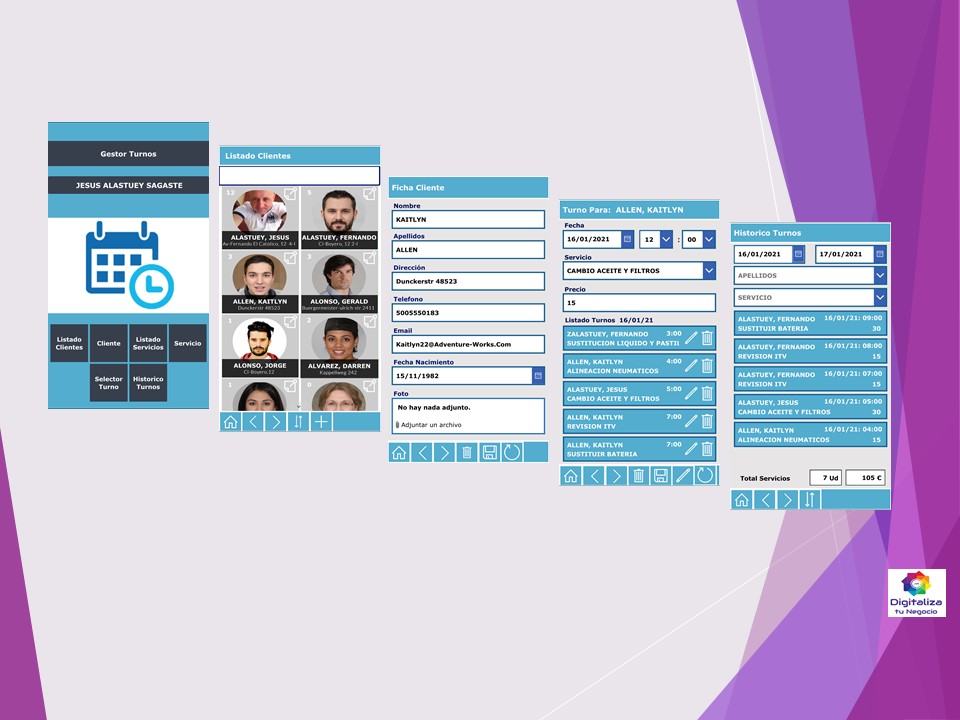 Gestor Turnos
JESUS ALASTUEY SAGASTE
Listado Clientes
Cliente
Listado Servicios
Servicio
Selector Turno
Historico Turnos
Listado Clientes
12
5
ALASTUEY, JESUS
ALASTUEY, FERNANDO
Av-Fernando El Catolico, 12 4-I
Cl-Boyero, 12 2-I
3
3
ALLEN, KAITLYN
ALONSO, GERALD
Dunckerstr 48523
Buergermeister-ulrich str 2411
1
2
ALONSO, JORGE
ALVAREZ, DARREN
Cl-Boyero.12
Kappellweg 242
1
0
Ficha Cliente
Nombre
KAITLYN
Apellidos
ALLEN
Dirección
Dunckerstr 48523
Telefono
5005550183
Email
Kaitlyn22@Adventure-Works.Com
Fecha Nacimiento
15/11/1982
Foto
No hay nada adjunto.
Adjuntar un archivo
Turno Para: ALLEN, KAITLYN
Fecha
16/01/2021 12 : 00
Servicio
CAMBIO ACEITE Y FILTROS
Precio
15
Listado Turnos 16/01/21
ZALASTUEY, FERNANDO 3:00
SUSTITUCION LIQUIDO Y PASTII
ALLEN, KAITLYN 4:00
ALINEACION NEUMATICOS
ALASTUEY, JESUS 5:00
CAMBIO ACEITE Y FILTROS
ALLEN, KAITLYN 7:00
REVISION ITV
ALLEN, KAITLYN 7:00
SUSTITUIR BATERIA
Historico Turnos
16/01/2021 17/01/2021
APELLIDOS
SERVICIO
ALASTUEY, FERNANDO 16/01/21: 09:00
SUSTITUIR BATERIA 30
ALASTUEY, FERNANDO 16/01/21: 08:00
REVISION ITV 15
ALASTUEY, FERNANDO 16/01/21: 07:00
REVISION ITV 15
ALASTUEY, JESUS 16/01/21: 05:00
CAMBIO ACEITE Y FILTROS 30
ALLEN, KAITLYN 16/01/21: 04:00
ALINEACION NEUMATICOS 15
Total Servicios 7 Ud 105 €
Digitaliza
tu Negocio